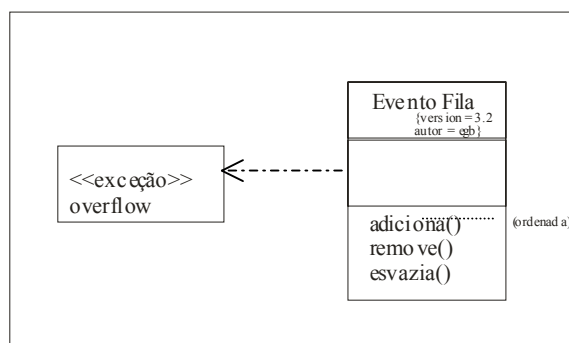 Evento Fila
{version = 3.2
autor = egb}
<<exceção>>
overflow
adiciona()
(ordenada)
remove()
esvazia()